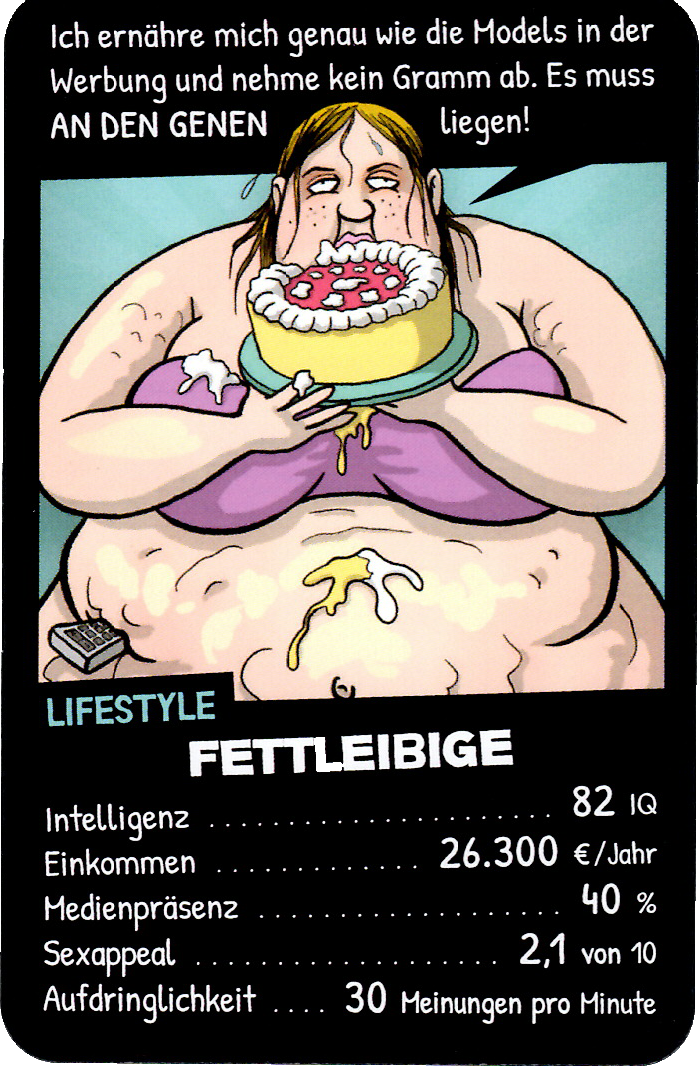 Ich ernähre mich genau wie die Models in der
Werbung und nehme kein Gramm ab. Es muss
AN DEN GENEN liegen!
LIFESTYLE
FETTLEIBIGE
Intelligenz ........................ 82 IQ
Einkommen ............. 26.300 €/Jahr
Medienpräsenz ................... 40 %
Sexappeal ................... 2,1 von 10
Aufdringlichkeit .... 30 Meinungen pro Minute